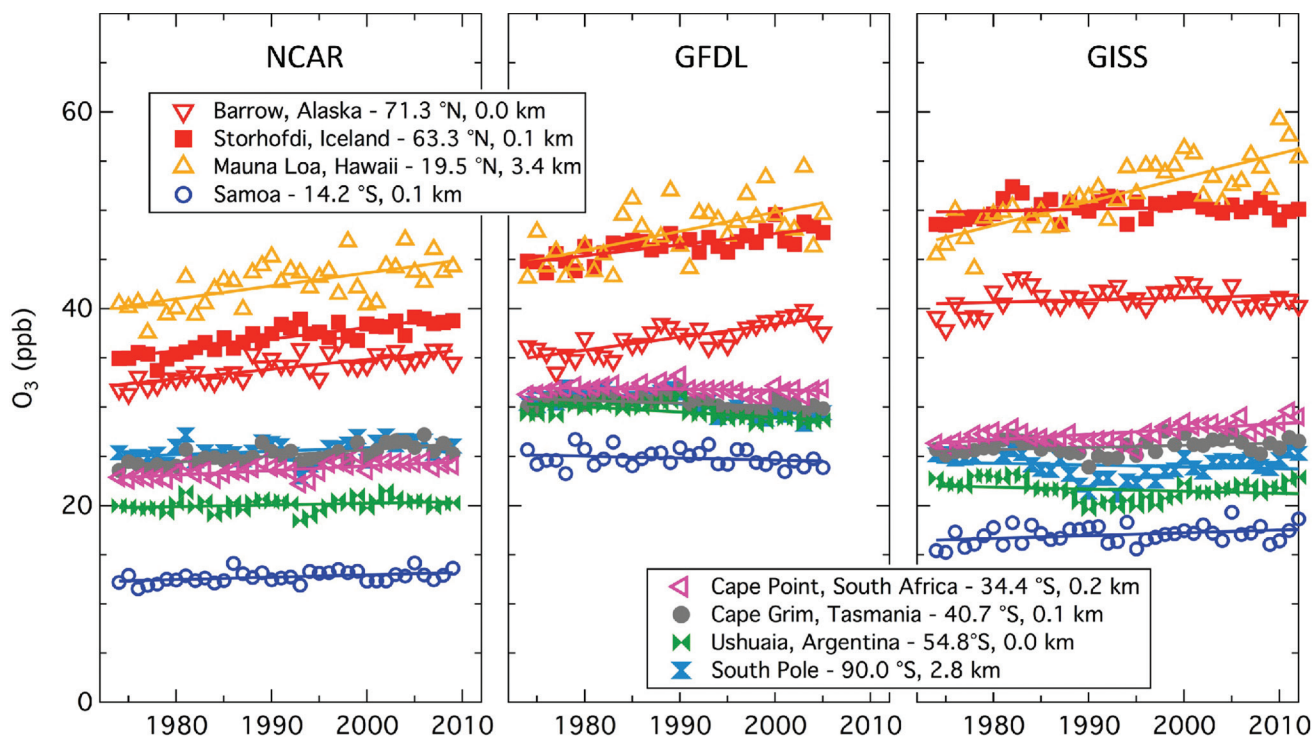 NCAR
GFDL
GISS
Barrow, Alaska - 71.3 °N, 0.0 km
Storhofdi, Iceland - 63.3 °N, 0.1 km
Mauna Loa, Hawaii - 19.5 °N, 3.4 km
Samoa - 14.2 °S, 0.1 km
60
40
20
0
O₃ (ppb)
Cape Point, South Africa - 34.4 °S, 0.2 km
Cape Grim, Tasmania - 40.7 °S, 0.1 km
Ushuaia, Argentina - 54.8°S, 0.0 km
South Pole - 90.0 °S, 2.8 km
1980 1990 2000 2010
1980 1990 2000 2010
1980 1990 2000 2010